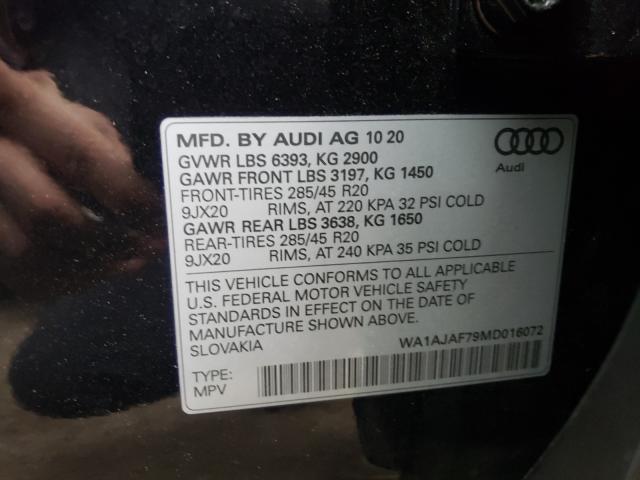 MFD. BY AUDI AG 10 20
GVWR LBS 6393, KG 2900
GAWR FRONT LBS 3197, KG 1450
FRONT-TIRES 285/45 R20
9JX20 RIMS, AT 220 KPA 32 PSI COLD
GAWR REAR LBS 3638, KG 1650
REAR-TIRES 285/45 R20
9JX20 RIMS, AT 240 KPA 35 PSI COLD
Audi
THIS VEHICLE CONFORMS TO ALL APPLICABLE
U.S. FEDERAL MOTOR VEHICLE SAFETY
STANDARDS IN EFFECT ON THE DATE OF
MANUFACTURE SHOWN ABOVE.
SLOVAKIA WA1AJAF79MD016072
TYPE:
MPV